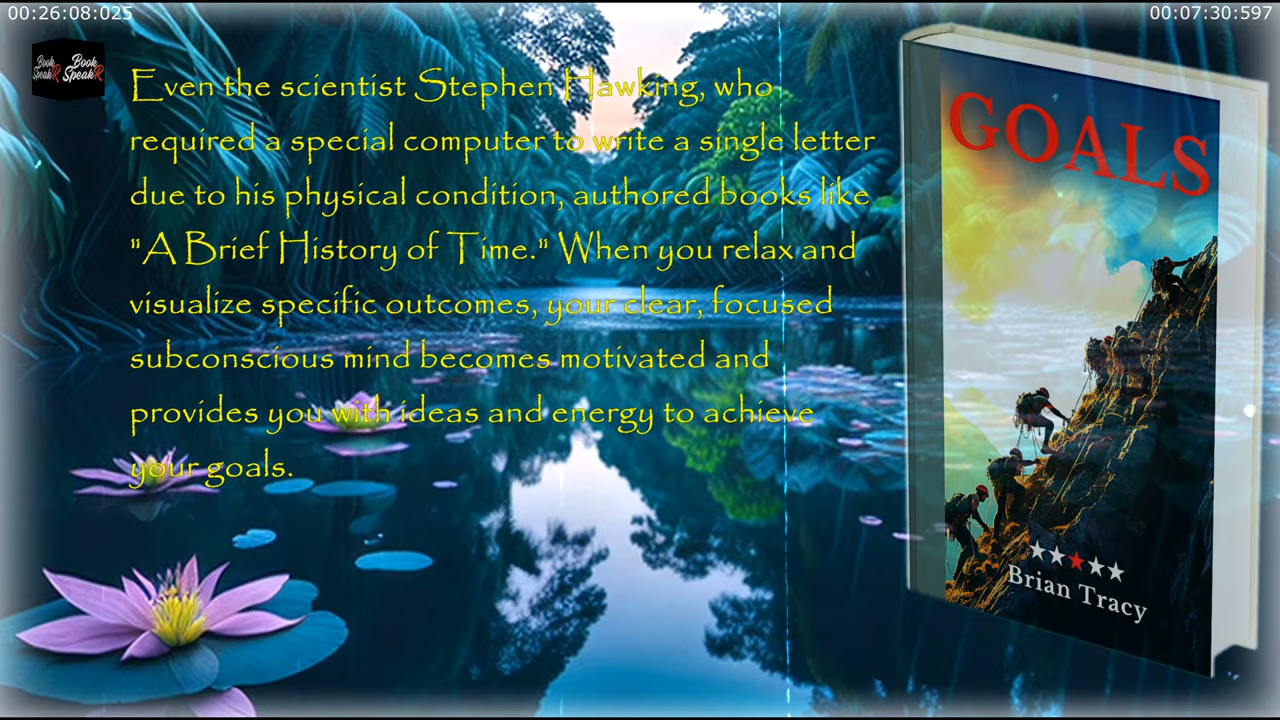 00:26:08:025
00:07:30:597
Book Book
SpeakR SpeakR
Even the scientist Stephen Hawking, who
required a special computer to write a single letter
due to his physical condition, authored books like
"A Brief History of Time." When you relax and
visualize specific outcomes, your clear, focused
subconscious mind becomes motivated and
provides you with ideas and energy to achieve
your goals.
GOALS
Brian Tracy